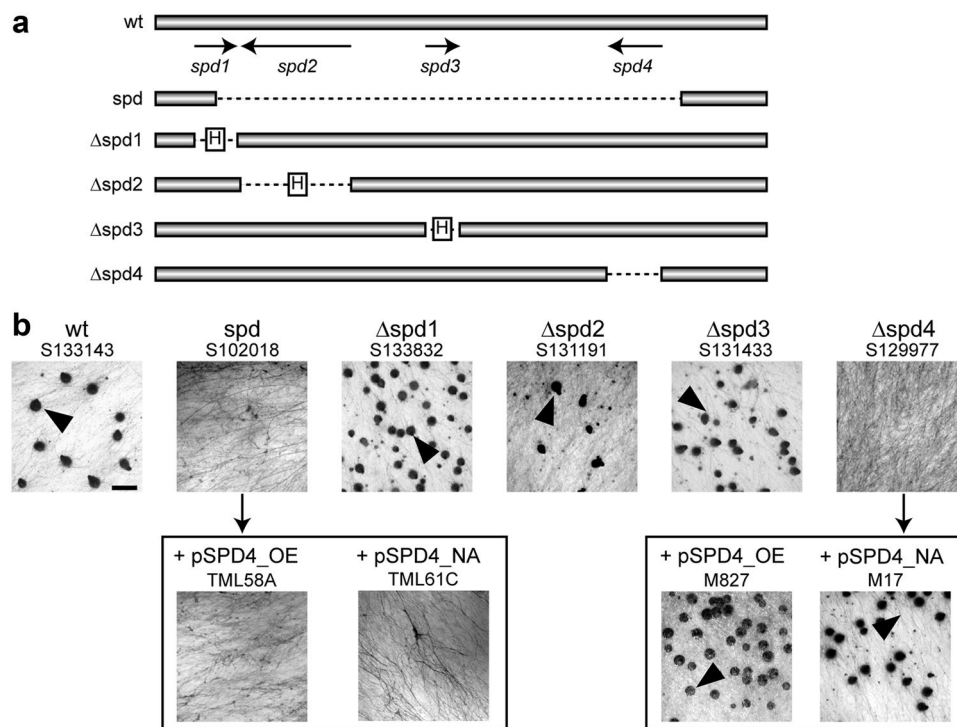 a
wt
spd1 spd2 spd3 spd4
spd
Δspd1 H
Δspd2 H
Δspd3 H
Δspd4
b
wt spd Δspd1 Δspd2 Δspd3 Δspd4
S133143 S102018 S133832 S131191 S131433 S129977
+ pSPD4_OE + pSPD4_NA + pSPD4_OE + pSPD4_NA
TML58A TML61C M827 M17